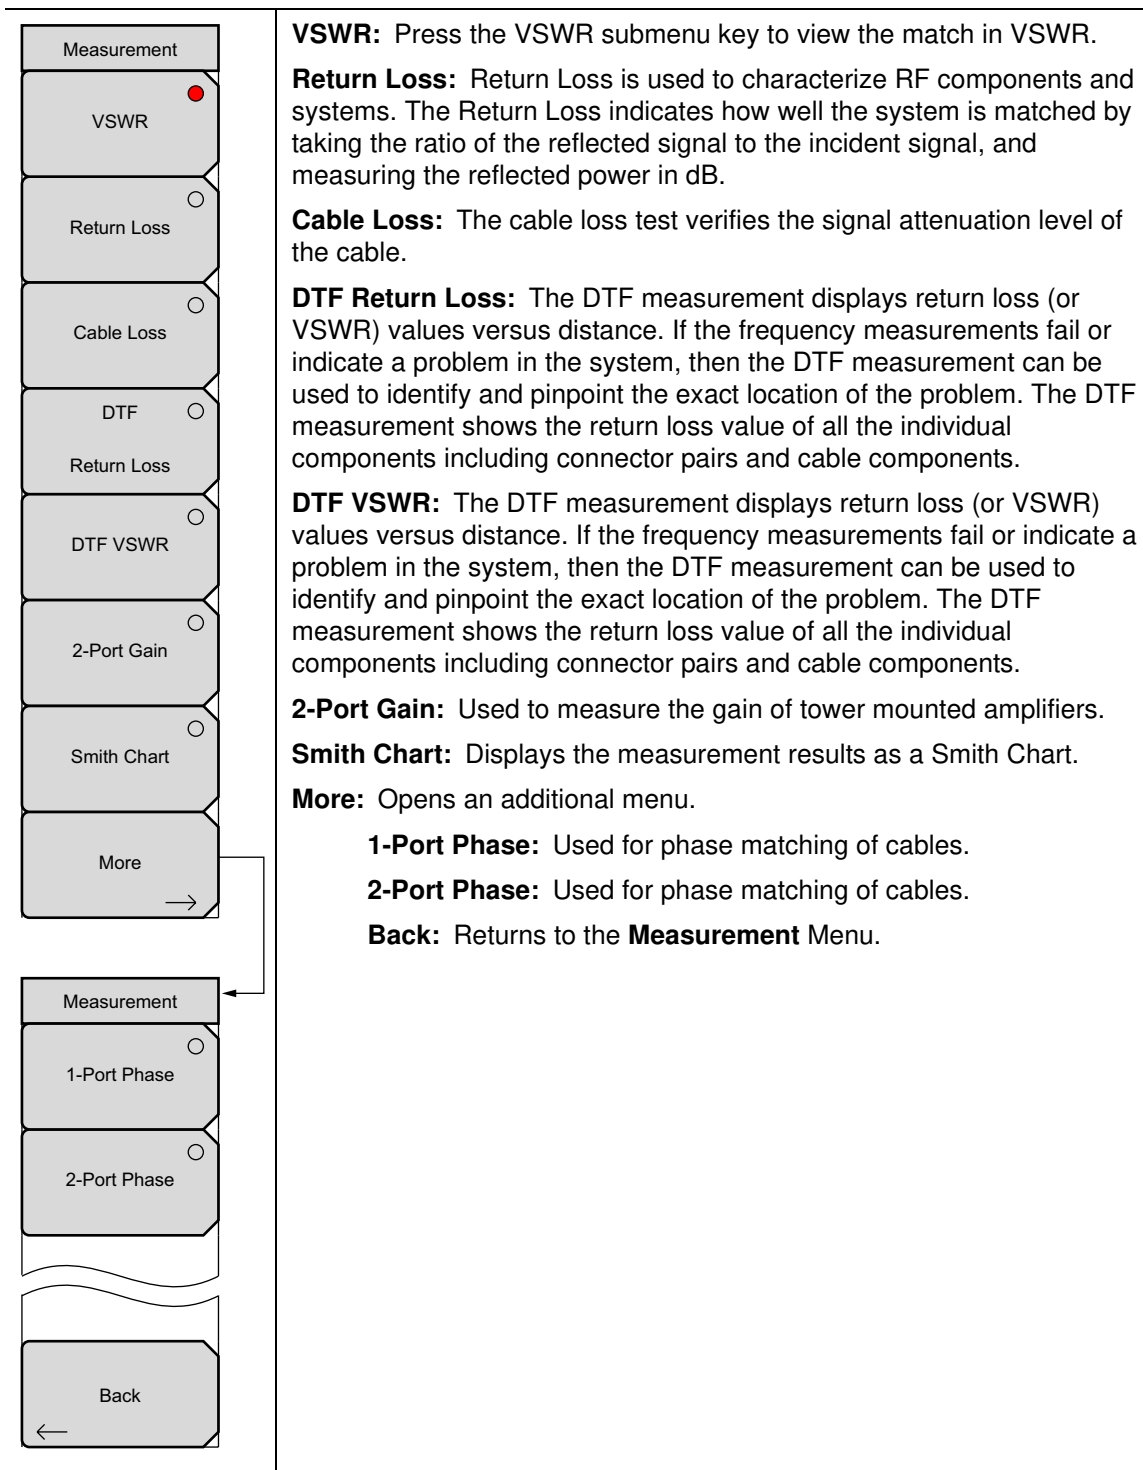 Measurement
VSWR
Return Loss
Cable Loss
DTF
Return Loss
DTF VSWR
2-Port Gain
Smith Chart
More
Measurement
1-Port Phase
2-Port Phase
Back
VSWR: Press the VSWR submenu key to view the match in VSWR.
Return Loss: Return Loss is used to characterize RF components and
systems. The Return Loss indicates how well the system is matched by
taking the ratio of the reflected signal to the incident signal, and
measuring the reflected power in dB.
Cable Loss: The cable loss test verifies the signal attenuation level of
the cable.
DTF Return Loss: The DTF measurement displays return loss (or
VSWR) values versus distance. If the frequency measurements fail or
indicate a problem in the system, then the DTF measurement can be
used to identify and pinpoint the exact location of the problem. The DTF
measurement shows the return loss value of all the individual
components including connector pairs and cable components.
DTF VSWR: The DTF measurement displays return loss (or VSWR)
values versus distance. If the frequency measurements fail or indicate a
problem in the system, then the DTF measurement can be used to
identify and pinpoint the exact location of the problem. The DTF
measurement shows the return loss value of all the individual
components including connector pairs and cable components.
2-Port Gain: Used to measure the gain of tower mounted amplifiers.
Smith Chart: Displays the measurement results as a Smith Chart.
More: Opens an additional menu.
1-Port Phase: Used for phase matching of cables.
2-Port Phase: Used for phase matching of cables.
Back: Returns to the Measurement Menu.